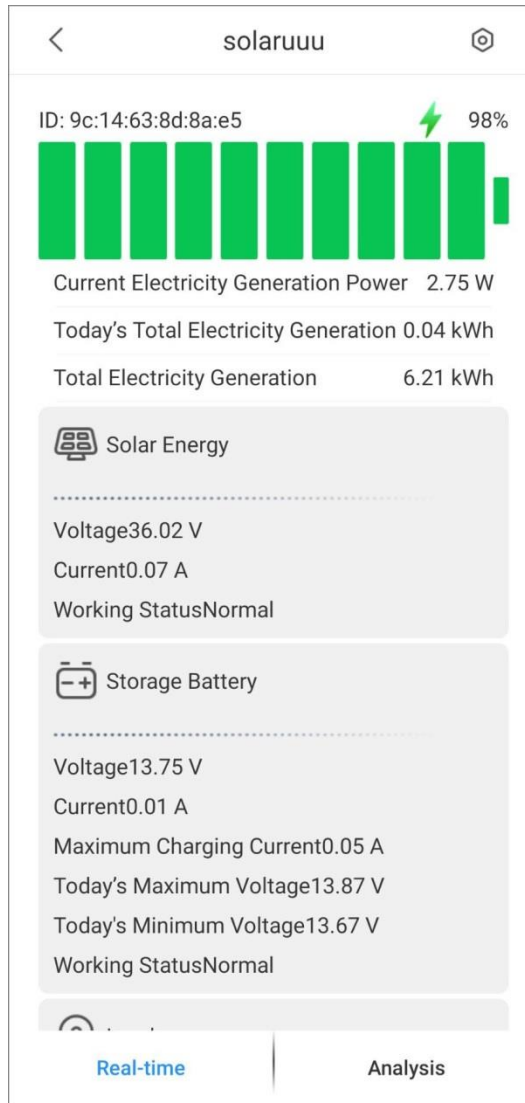 solaruuu
ID: 9c:14:63:8d:8a:e5 98%
Current Electricity Generation Power 2.75 W
Today’s Total Electricity Generation 0.04 kWh
Total Electricity Generation 6.21 kWh
Solar Energy
Voltage36.02 V
Current0.07 A
Working StatusNormal
Storage Battery
Voltage13.75 V
Current0.01 A
Maximum Charging Current0.05 A
Today’s Maximum Voltage13.87 V
Today's Minimum Voltage13.67 V
Working StatusNormal
Real-time Analysis